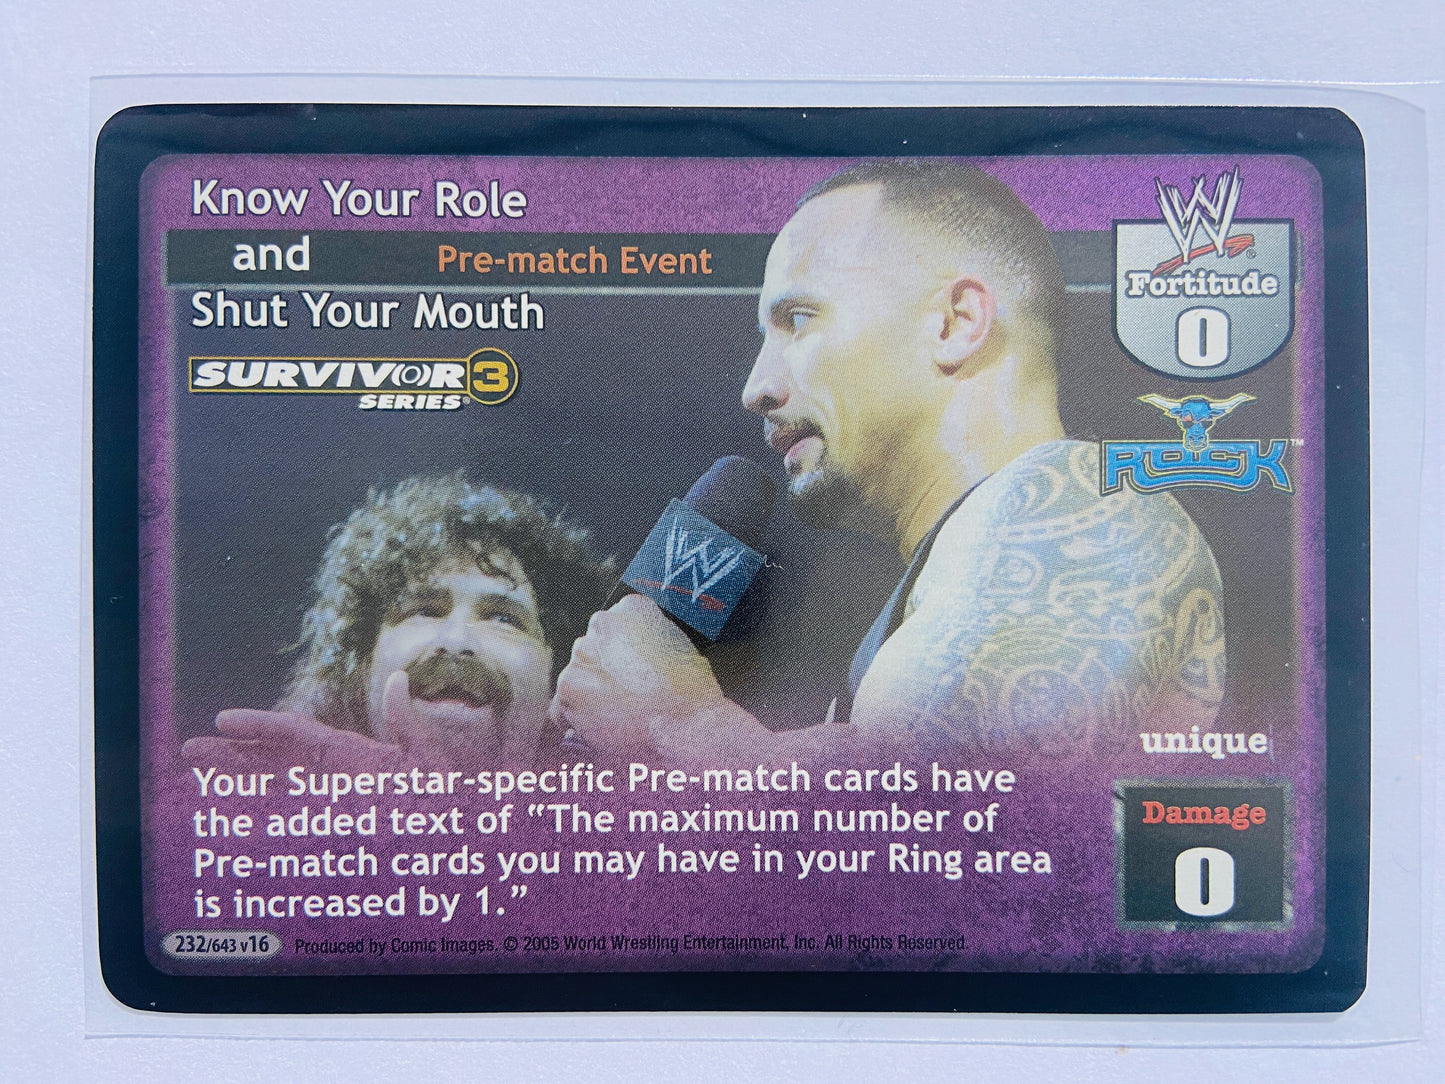 Know Your Role
and
Pre-match Event
Shut Your Mouth
SURVIVOR 3
SERIES®
W
Fortitude
0
ROCK™
W
unique
Your Superstar-specific Pre-match cards have
the added text of “The maximum number of
Pre-match cards you may have in your Ring area
is increased by 1.”
Damage
0
232/643 v16
Produced by Comic Images. © 2005 World Wrestling Entertainment, Inc. All Rights Reserved.